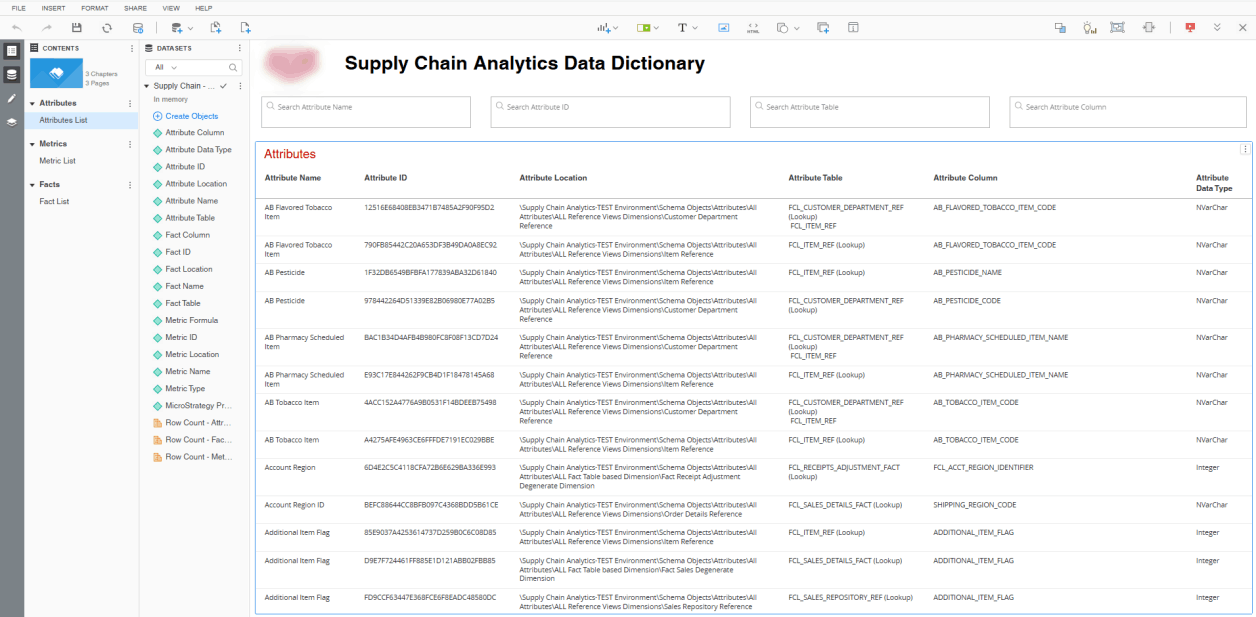 FILE INSERT FORMAT SHARE VIEW HELP
HTML
CONTENTS
3 Chapters
3 Pages
Attributes
Attributes List
Metrics
Metric List
Facts
Fact List
DATASETS
All
Supply Chain - ...
In memory
Create Objects
Attribute Column
Attribute Data Type
Attribute ID
Attribute Location
Attribute Name
Attribute Table
Fact Column
Fact ID
Fact Location
Fact Name
Fact Table
Metric Formula
Metric ID
Metric Location
Metric Name
Metric Type
MicroStrategy Pr...
Row Count - Attr...
Row Count - Fac...
Row Count - Met...
Supply Chain Analytics Data Dictionary
Search Attribute Name Search Attribute ID Search Attribute Table Search Attribute Column
Attributes
Attribute Name Attribute ID Attribute Location Attribute Table Attribute Column Attribute
Data Type
AB Flavored Tobacco 12516E68408EB3471B7485A2F90F95D2 \Supply Chain Analytics-TEST Environment\Schema Objects\Attributes\All FCL_CUSTOMER_DEPARTMENT_REF AB_FLAVORED_TOBACCO_ITEM_CODE NVarChar
Item Attributes\ALL Reference Views Dimensions\Customer Department (Lookup)
Reference FCL_ITEM_REF
AB Flavored Tobacco 790FB85442C20A653DF3B49DA0A8EC92 \Supply Chain Analytics-TEST Environment\Schema Objects\Attributes\All FCL_ITEM_REF (Lookup) AB_FLAVORED_TOBACCO_ITEM_CODE NVarChar
Item Attributes\ALL Reference Views Dimensions\Item Reference
AB Pesticide 1F32DB6549BFBFA177839ABA32D61840 \Supply Chain Analytics-TEST Environment\Schema Objects\Attributes\All FCL_ITEM_REF (Lookup) AB_PESTICIDE_NAME NVarChar
Attributes\ALL Reference Views Dimensions\Item Reference
AB Pesticide 978442264D51339E82B06980E77A02B5 \Supply Chain Analytics-TEST Environment\Schema Objects\Attributes\All FCL_CUSTOMER_DEPARTMENT_REF AB_PESTICIDE_CODE NVarChar
Attributes\ALL Reference Views Dimensions\Customer Department (Lookup)
Reference
AB Pharmacy Scheduled BAC1B34D4AFB4B980FC8F08F13CD7D24 \Supply Chain Analytics-TEST Environment\Schema Objects\Attributes\All FCL_CUSTOMER_DEPARTMENT_REF AB_PHARMACY_SCHEDULED_ITEM_NAME NVarChar
Item Attributes\ALL Reference Views Dimensions\Customer Department (Lookup)
Reference FCL_ITEM_REF
AB Pharmacy Scheduled E93C17E844262F9CB4D1F18478145A68 \Supply Chain Analytics-TEST Environment\Schema Objects\Attributes\All FCL_ITEM_REF (Lookup) AB_PHARMACY_SCHEDULED_ITEM_NAME NVarChar
Item Attributes\ALL Reference Views Dimensions\Item Reference
AB Tobacco Item 4ACC152A4776A9B0531F14BDEEB75498 \Supply Chain Analytics-TEST Environment\Schema Objects\Attributes\All FCL_CUSTOMER_DEPARTMENT_REF AB_TOBACCO_ITEM_CODE NVarChar
Attributes\ALL Reference Views Dimensions\Customer Department (Lookup)
Reference FCL_ITEM_REF
AB Tobacco Item A4275AFE4963CE6FFFDE7191EC029BBE \Supply Chain Analytics-TEST Environment\Schema Objects\Attributes\All FCL_ITEM_REF (Lookup) AB_TOBACCO_ITEM_CODE NVarChar
Attributes\ALL Reference Views Dimensions\Item Reference
Account Region 6D4E2C5C4118CFA72B6E629BA336E993 \Supply Chain Analytics-TEST Environment\Schema Objects\Attributes\All FCL_RECEIPTS_ADJUSTMENT_FACT FCL_ACCT_REGION_IDENTIFIER Integer
Attributes\ALL Fact Table based Dimension\Fact Receipt Adjustment (Lookup)
Degenerate Dimension
Account Region ID BEFC88644CC8BFB097C4368BDD5B61CE \Supply Chain Analytics-TEST Environment\Schema Objects\Attributes\All FCL_SALES_DETAILS_FACT (Lookup) SHIPPING_REGION_CODE NVarChar
Attributes\ALL Reference Views Dimensions\Order Details Reference
Additional Item Flag 85E9037A4253614737D259B0C6C08D85 \Supply Chain Analytics-TEST Environment\Schema Objects\Attributes\All FCL_ITEM_REF (Lookup) ADDITIONAL_ITEM_FLAG Integer
Attributes\ALL Reference Views Dimensions\Item Reference
Additional Item Flag D9E7F724461FF885E1D121ABB02FBB85 \Supply Chain Analytics-TEST Environment\Schema Objects\Attributes\All FCL_SALES_DETAILS_FACT (Lookup) ADDITIONAL_ITEM_FLAG Integer
Attributes\ALL Fact Table based Dimension\Fact Sales Degenerate
Dimension
Additional Item Flag FD9CCF63447E368FCE6F8EADC48580DC \Supply Chain Analytics-TEST Environment\Schema Objects\Attributes\All FCL_SALES_REPOSITORY_REF (Lookup) ADDITIONAL_ITEM_FLAG Integer
Attributes\ALL Reference Views Dimensions\Sales Repository Reference